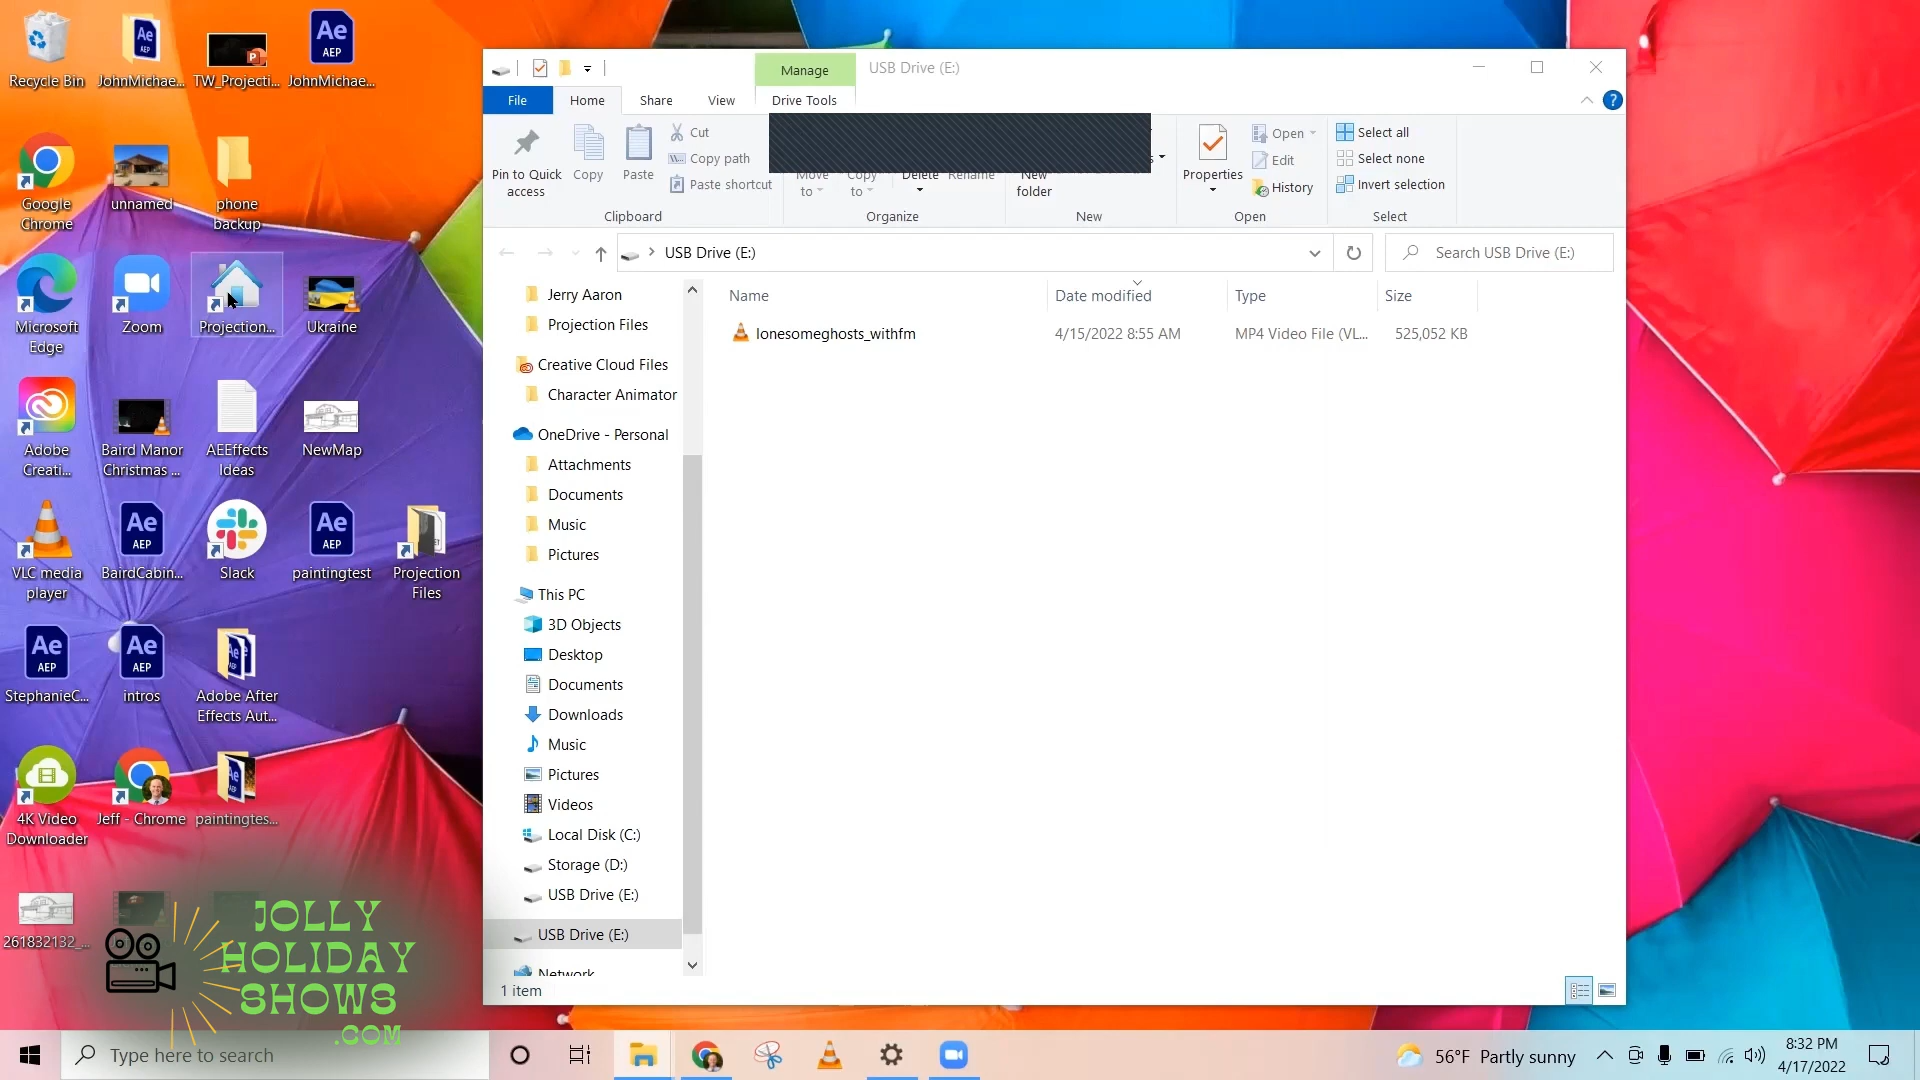 Recycle Bin
JohnMichae...
TW_Projecti...
JohnMichae...
Google
Chrome
unnamed
phone
backup
Microsoft
Edge
Zoom
Projection...
Ukraine
Adobe
Creati...
Baird Manor
Christmas ...
AEEffects
Ideas
NewMap
VLC media
player
BairdCabin...
Slack
paintingtest
Projection
Files
StephanieC...
intros
Adobe After
Effects Aut...
4K Video
Downloader
Jeff - Chrome
paintingtes...
261832132_...
JOLLY
HOLIDAY
SHOWS
.COM
Manage
USB Drive (E:)
File
Home
Share
View
Drive Tools
Pin to Quick
access
Copy
Paste
Cut
Copy path
Paste shortcut
Clipboard
Move
to
Copy
to
Delete
Rename
Organize
New
folder
New
Properties
Open
Edit
History
Open
Select all
Select none
Invert selection
Select
USB Drive (E:)
Search USB Drive (E:)
Jerry Aaron
Projection Files
Creative Cloud Files
Character Animator
OneDrive - Personal
Attachments
Documents
Music
Pictures
This PC
3D Objects
Desktop
Documents
Downloads
Music
Pictures
Videos
Local Disk (C:)
Storage (D:)
USB Drive (E:)
USB Drive (E:)
Network
Name Date modified Type Size
lonesomeghosts_withfm 4/15/2022 8:55 AM MP4 Video File (VL... 525,052 KB
1 item
Type here to search
56°F Partly sunny
8:32 PM
4/17/2022